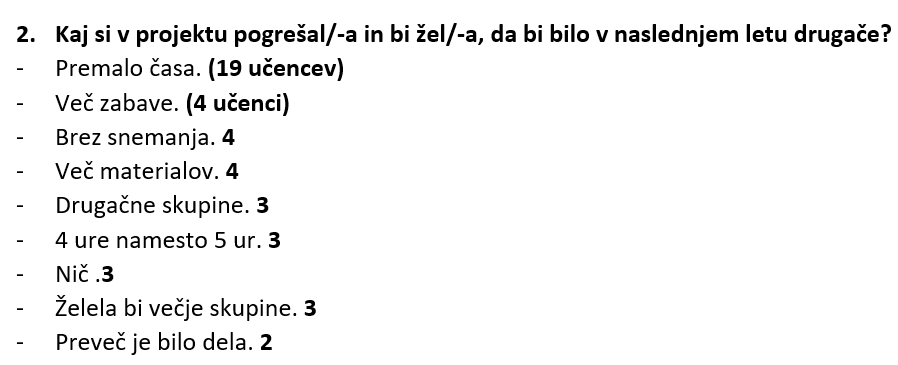 2. Kaj si v projektu pogrešal/-a in bi žel/-a, da bi bilo v naslednjem letu drugače?
- Premalo časa. (19 učencev)
- Več zabave. (4 učenci)
- Brez snemanja. 4
- Več materialov. 4
- Drugačne skupine. 3
- 4 ure namesto 5 ur. 3
- Nič .3
- Želela bi večje skupine. 3
- Preveč je bilo dela. 2